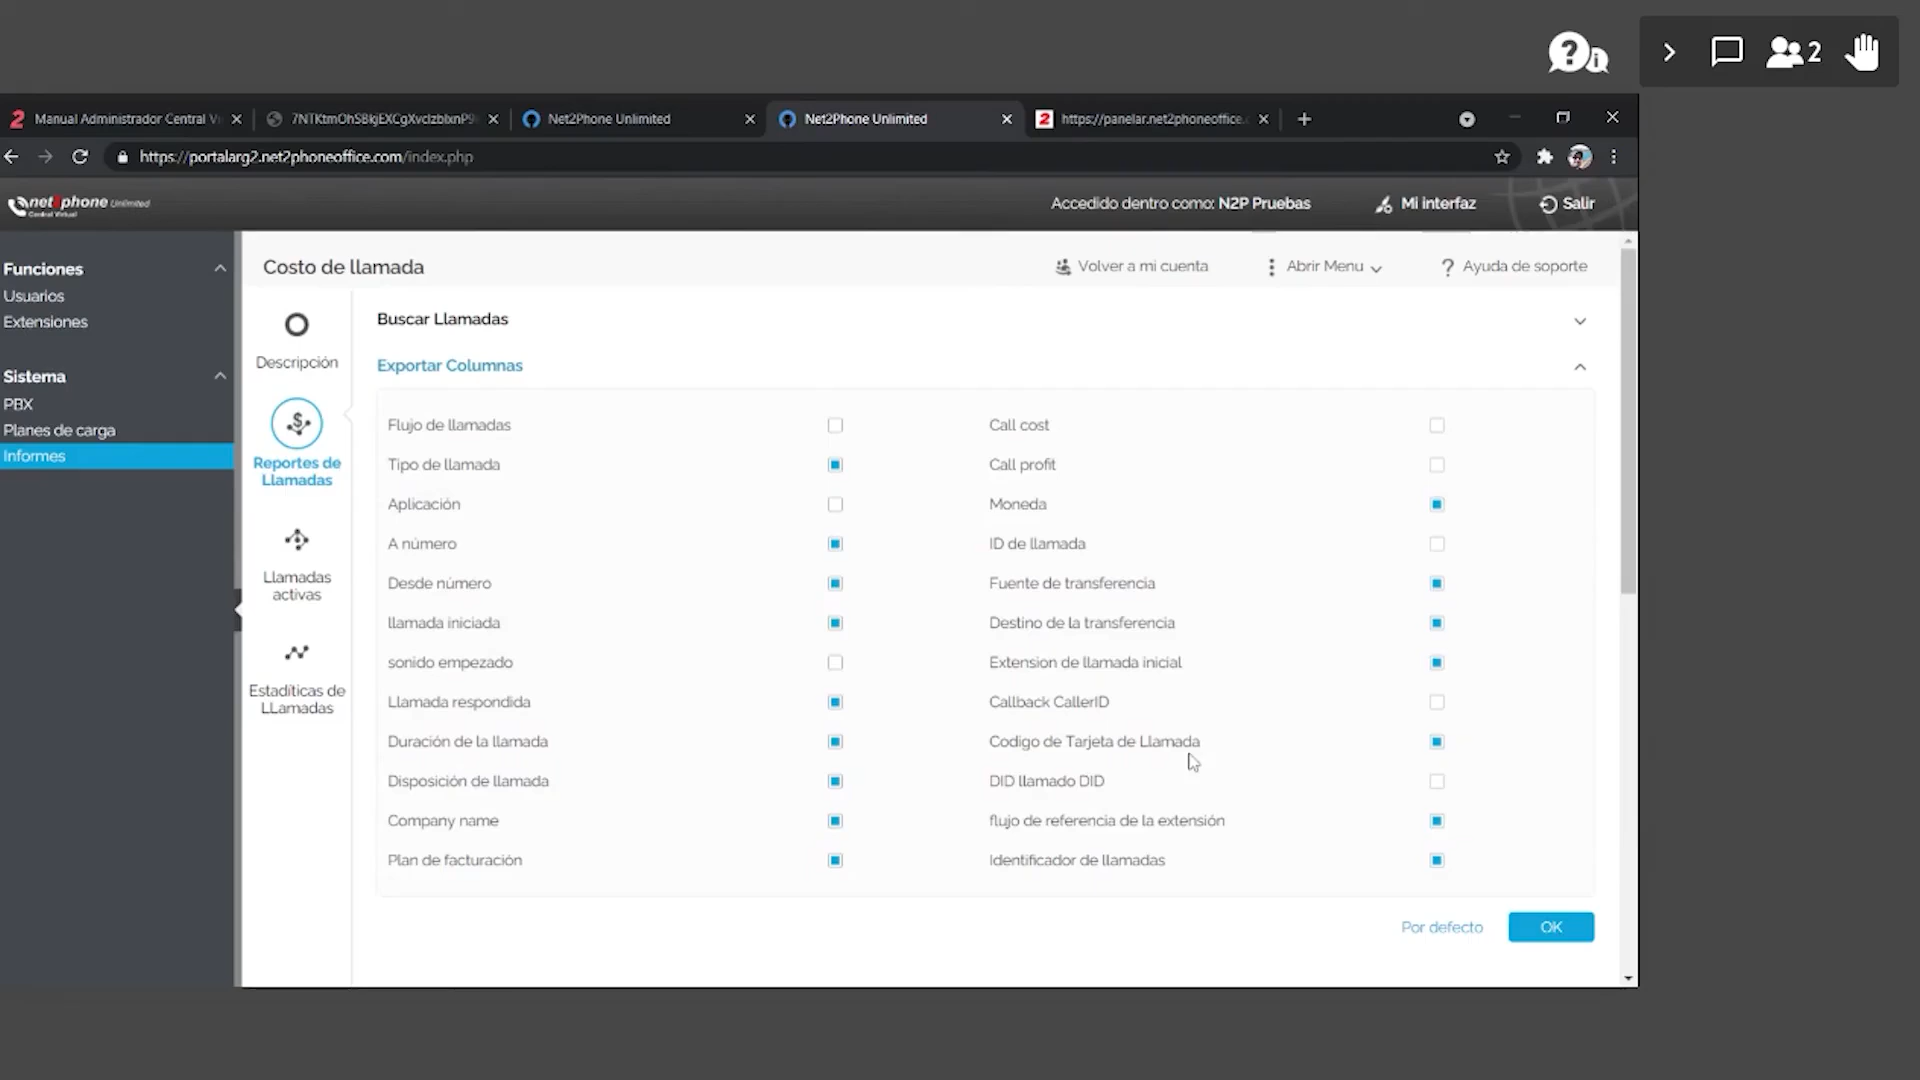 2
Manual Administrador Central V
Net2Phone Unlimited
Net2Phone Unlimited
2
https://panelar.net2phoneoffice.
https://portalarg2.net2phoneoffice.com/index.php
net2phone Unlimited
Central Virtual
Accedido dentro como: N2P Pruebas
Mi interfaz
Salir
Funciones
Usuarios
Extensiones
Sistema
PBX
Planes de carga
Informes
Costo de llamada
Volver a mi cuenta
Abrir Menu
? Ayuda de soporte
Descripción
Reportes de
Llamadas
Llamadas
activas
Estadíticas de
LLamadas
Buscar Llamadas
Exportar Columnas
Flujo de llamadas
Call cost
Tipo de llamada
Call profit
Aplicación
Moneda
A número
ID de llamada
Desde número
Fuente de transferencia
llamada iniciada
Destino de la transferencia
sonido empezado
Extension de llamada inicial
Llamada respondida
Callback CallerID
Duración de la llamada
Codigo de Tarjeta de Llamada
Disposición de llamada
DID llamado DID
Company name
flujo de referencia de la extensión
Plan de facturación
Identificador de llamadas
Por defecto
OK